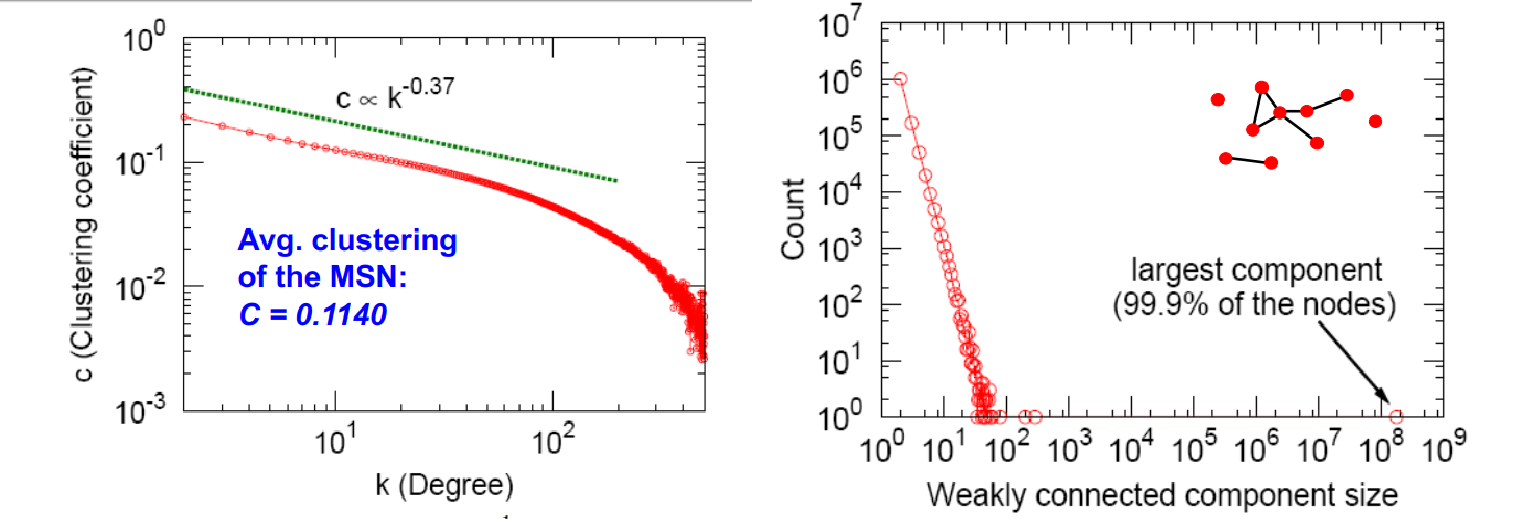 10^0
10^-1
10^-2
10^-3
c (Clustering coefficient)
c ∝ k^-0.37
Avg. clustering
of the MSN:
C = 0.1140
10^1 10^2
k (Degree)
10^7
10^6
10^5
10^4
10^3
10^2
10^1
10^0
Count
largest component
(99.9% of the nodes)
10^0 10^1 10^2 10^3 10^4 10^5 10^6 10^7 10^8 10^9
Weakly connected component size